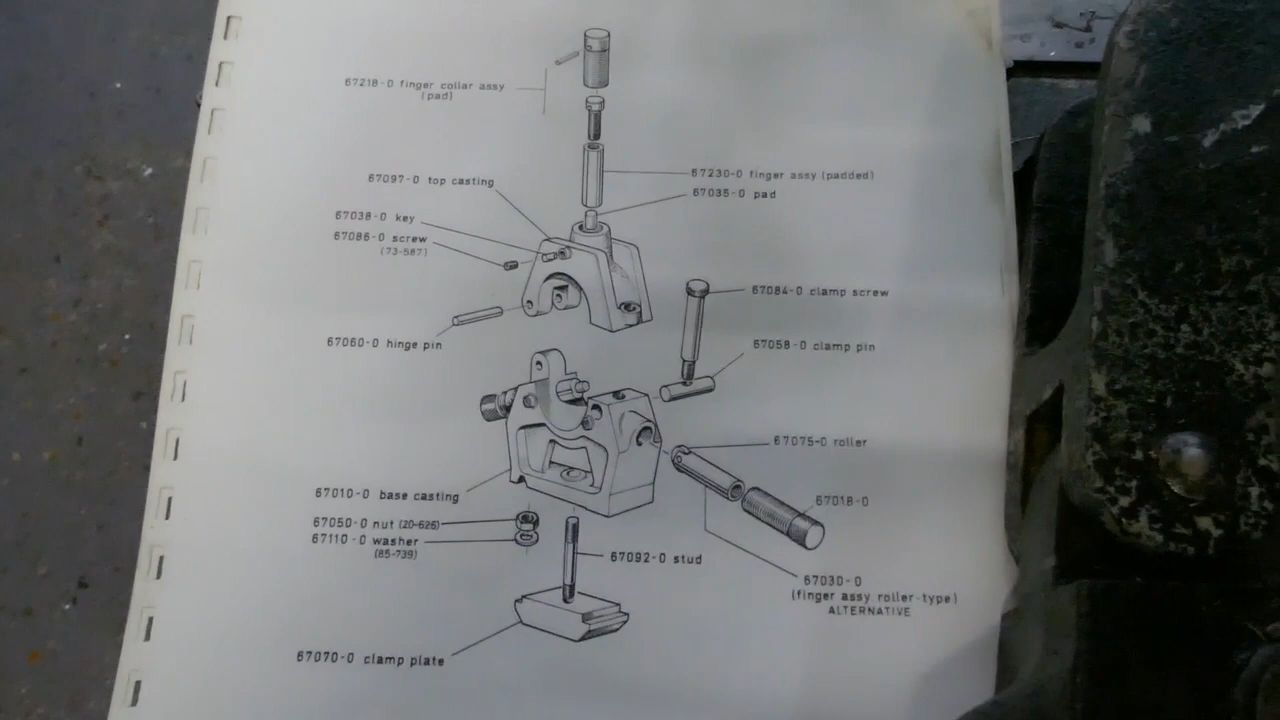 67218-0 finger collar assy
(pad)
67097-0 top casting
67230-0 finger assy (padded)
67035-0 pad
67038-0 key
67086-0 screw
(73-587)
67084-0 clamp screw
67060-0 hinge pin
67058-0 clamp pin
67075-0 roller
67010-0 base casting
67018-0
67050-0 nut (20-626)
67110-0 washer
(85-739)
67092-0 stud
67030-0
(finger assy roller-type)
ALTERNATIVE
67070-0 clamp plate